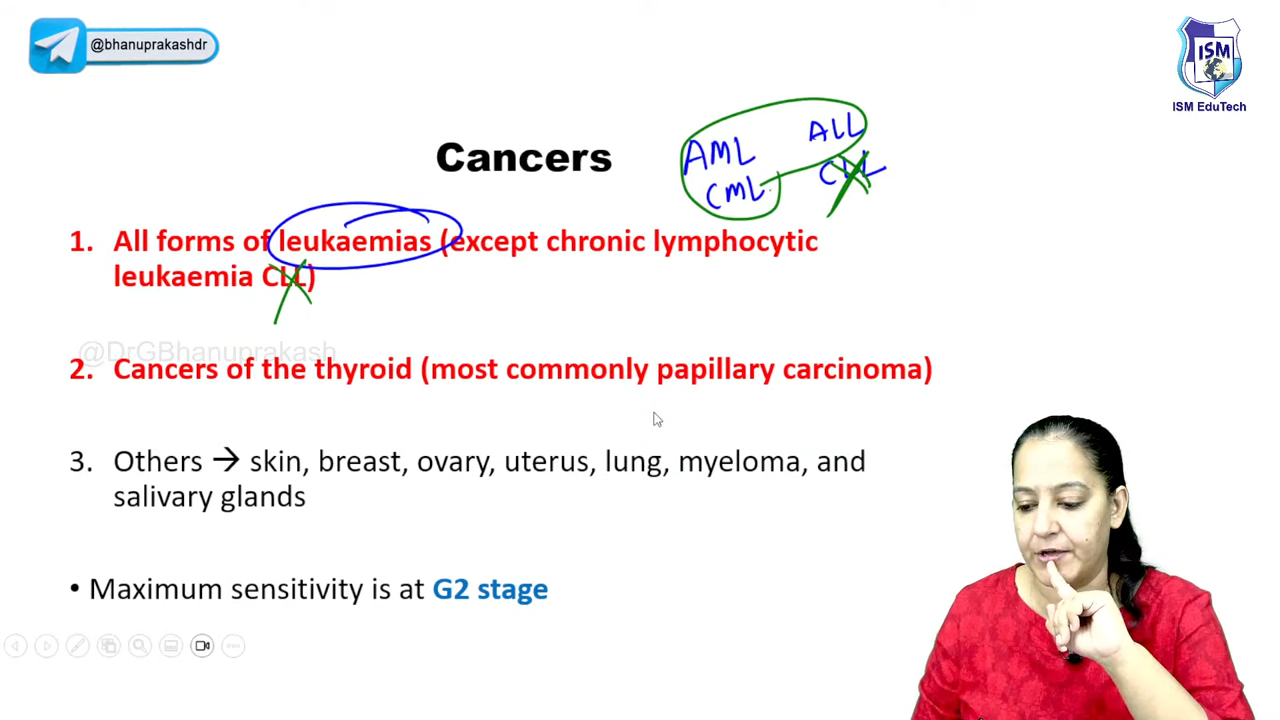 @bhanuprakashdr
ISM
ISM EduTech
Cancers
AML
ALL
CML
CLL
1. All forms of leukaemias (except chronic lymphocytic
leukaemia CLL)
@DrGBhanuprakash
2. Cancers of the thyroid (most commonly papillary carcinoma)
3. Others → skin, breast, ovary, uterus, lung, myeloma, and
salivary glands
• Maximum sensitivity is at G2 stage